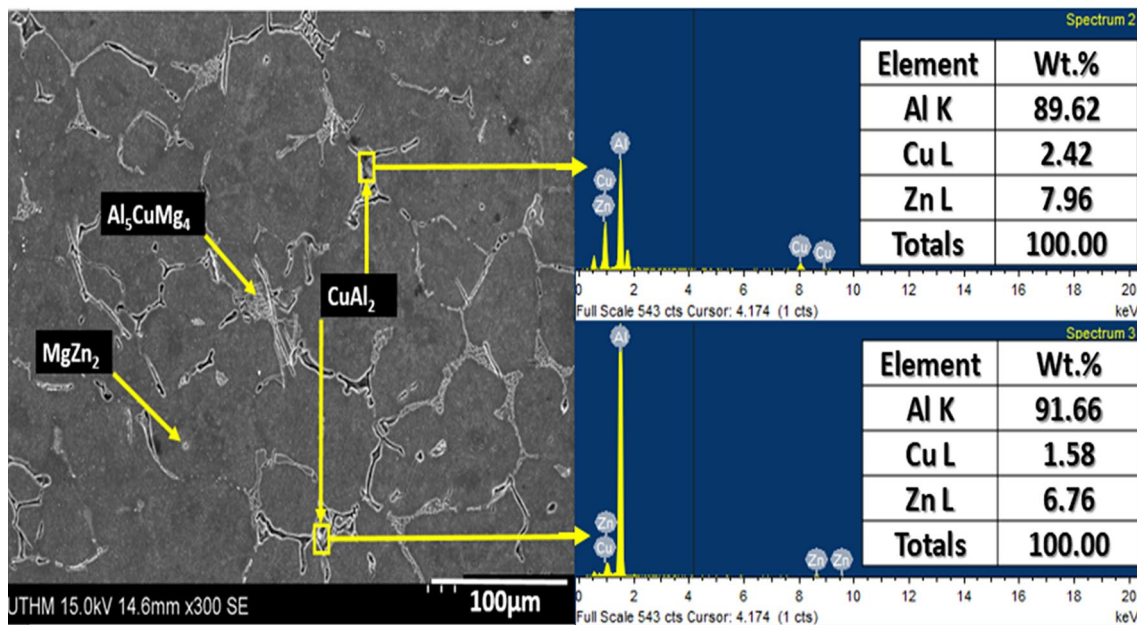 Al₅CuMg₄
CuAl₂
MgZn₂
UTHM 15.0kV 14.6mm x300 SE
100µm
Spectrum 2
Element Wt.%
Al K 89.62
Cu L 2.42
Zn L 7.96
Totals 100.00
Al
Cu
Zn
Cu
Cu
0 2 4 6 8 10 12 14 16 18 20
Full Scale 543 cts Cursor: 4.174 (1 cts) keV
Spectrum 3
Element Wt.%
Al K 91.66
Cu L 1.58
Zn L 6.76
Totals 100.00
Al
Zn
Cu
Zn
Zn
0 2 4 6 8 10 12 14 16 18 20
Full Scale 543 cts Cursor: 4.174 (1 cts) keV